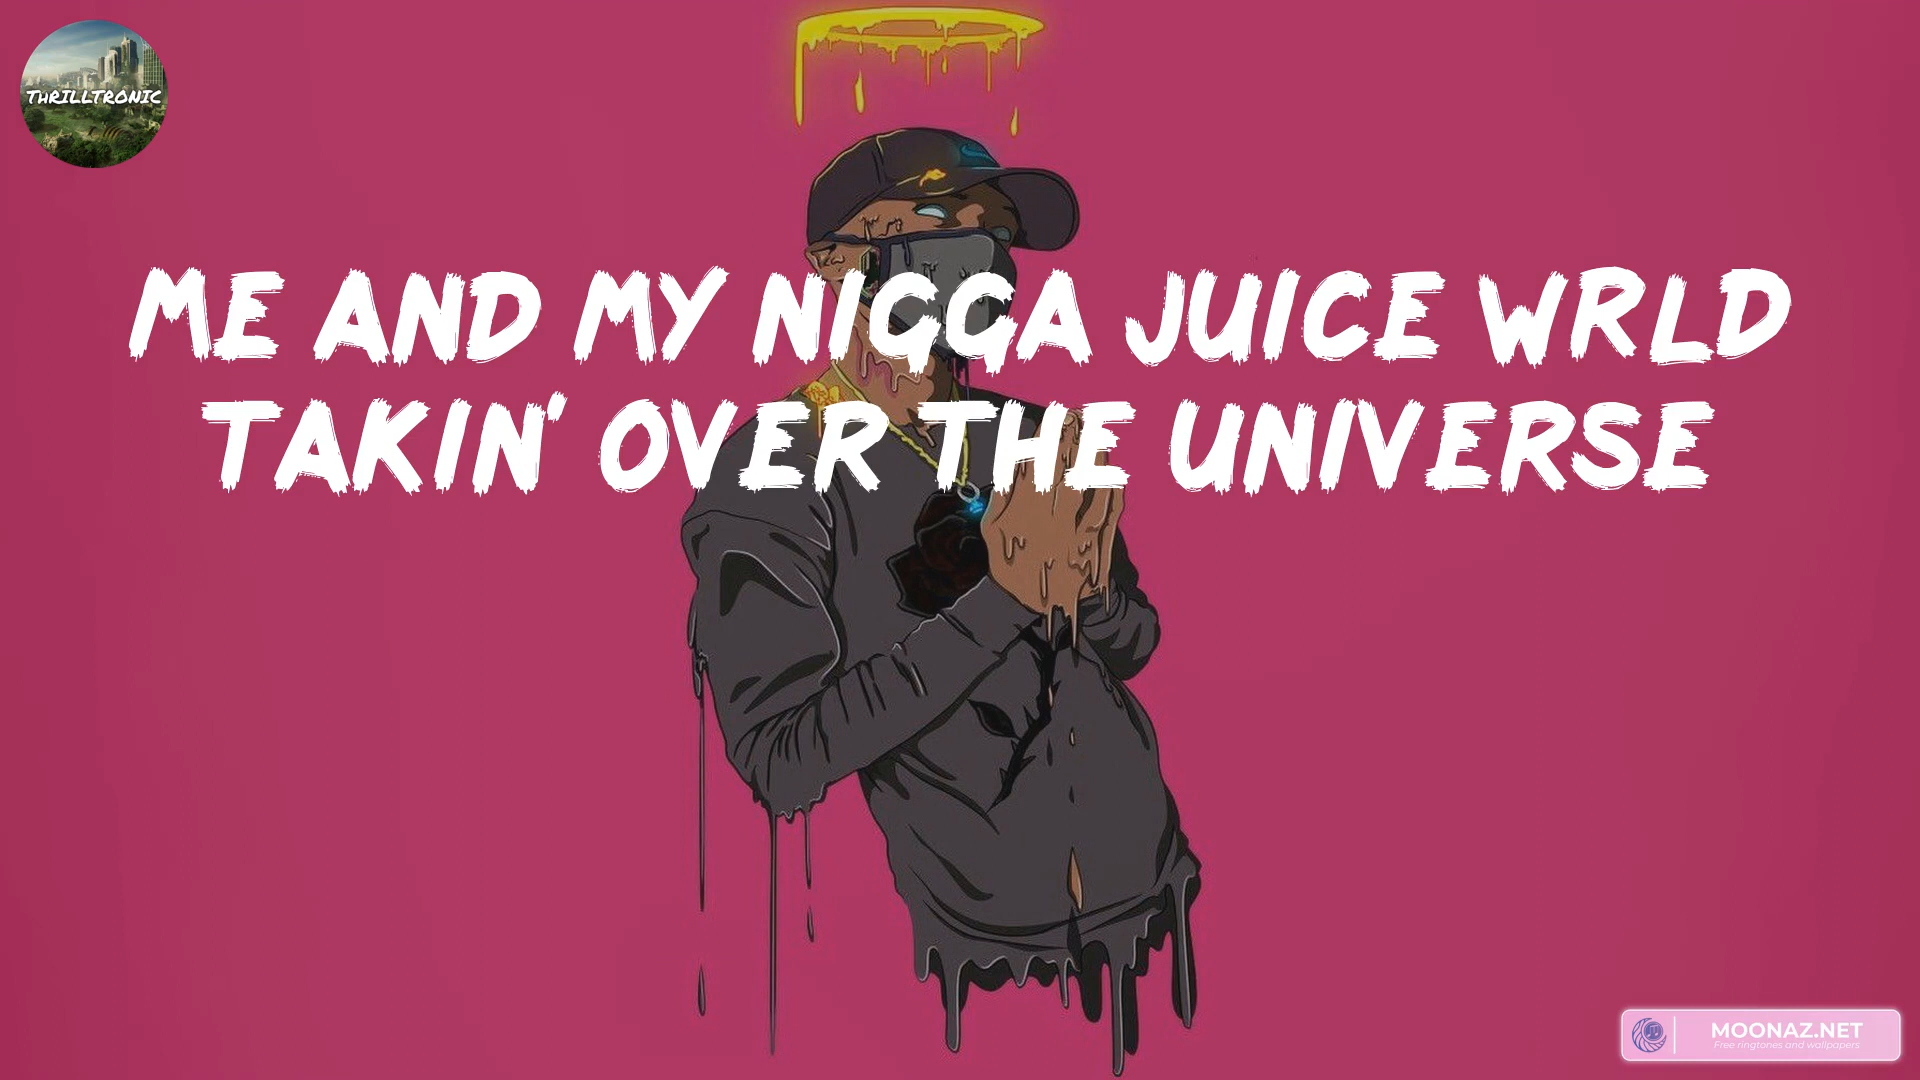 THRILLTRONIC
ME AND MY NIGGA JUICE WRLD
TAKIN' OVER THE UNIVERSE
MOONAZ.NET
Free ringtones and wallpapers